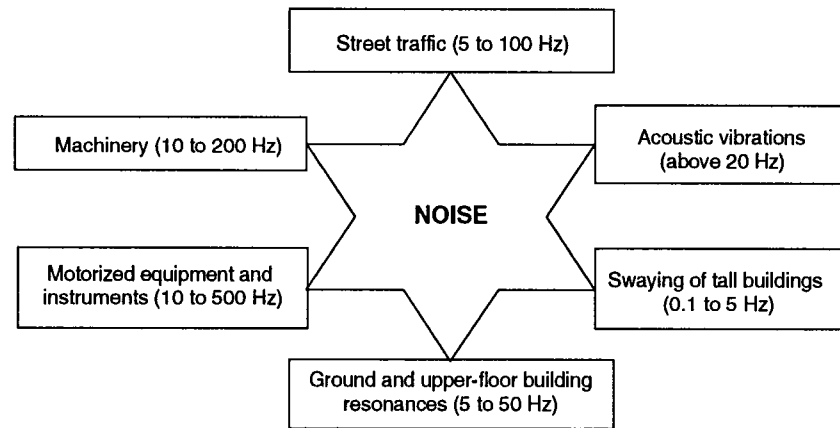 Street traffic (5 to 100 Hz)
Machinery (10 to 200 Hz)
Acoustic vibrations
(above 20 Hz)
NOISE
Motorized equipment and
instruments (10 to 500 Hz)
Swaying of tall buildings
(0.1 to 5 Hz)
Ground and upper-floor building
resonances (5 to 50 Hz)